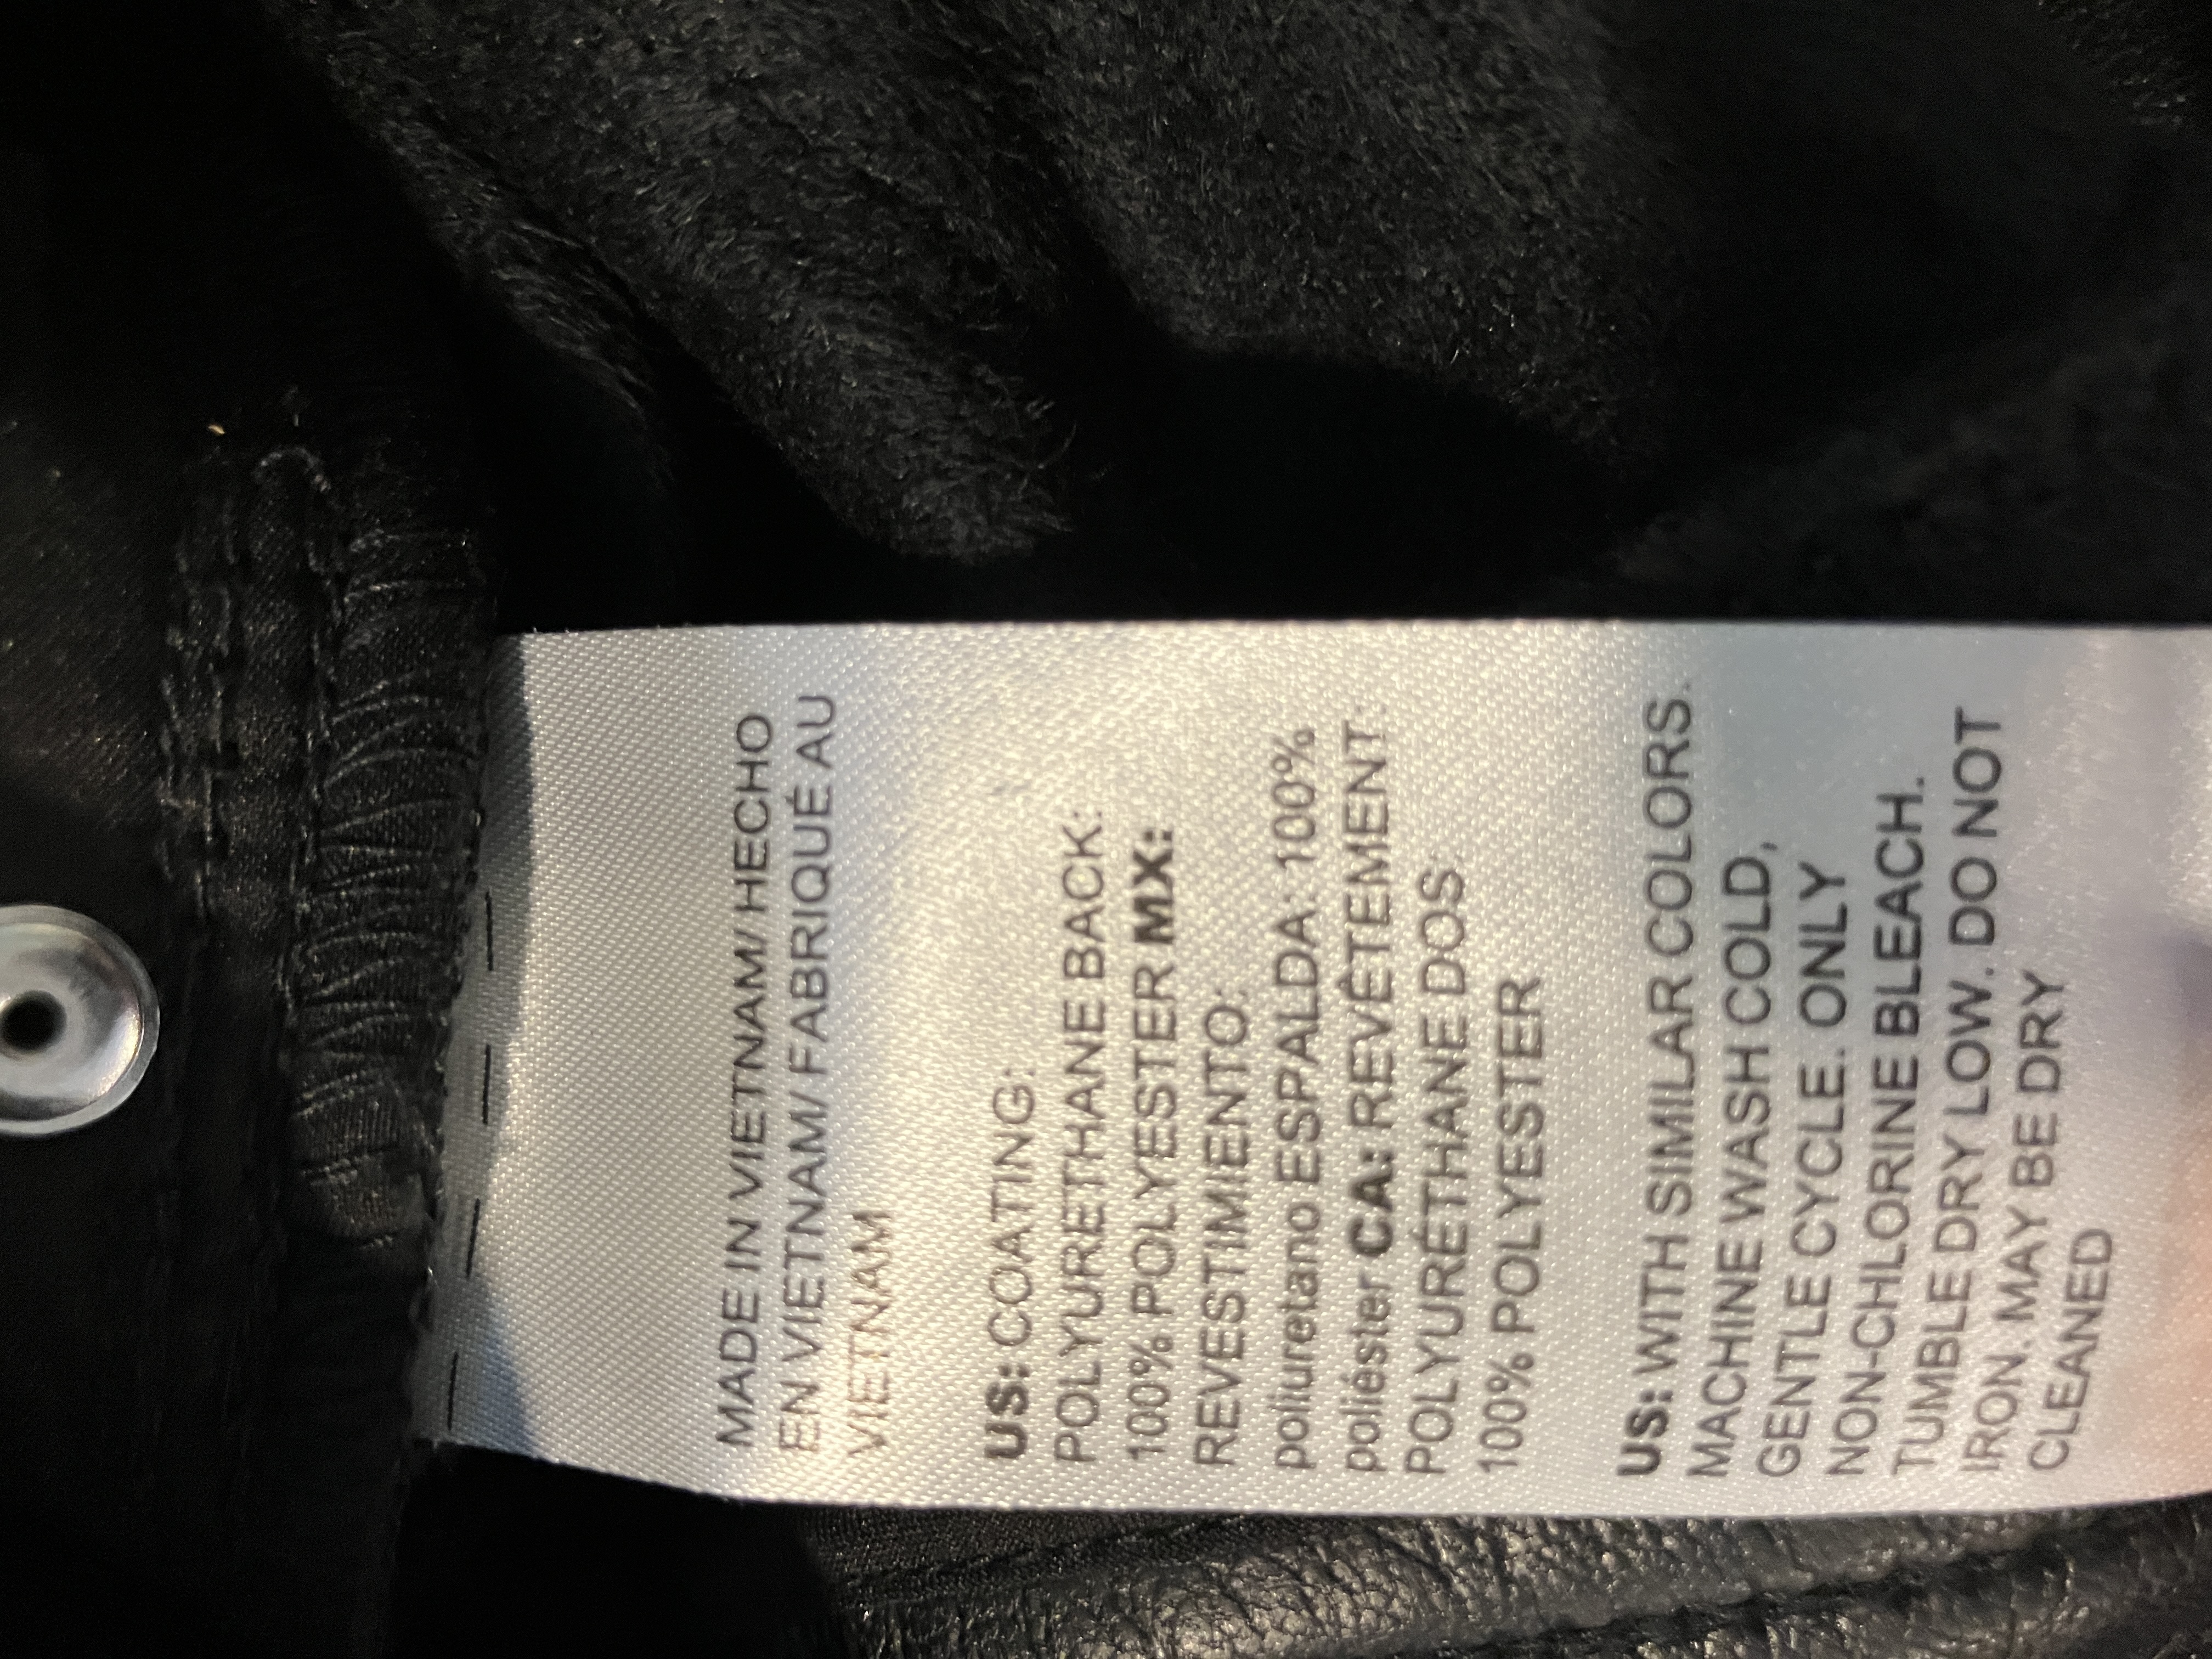 MADE IN VIETNAM/ HECHO
EN VIETNAM/ FABRIQUÉ AU
VIETNAM
US: COATING:
POLYURETHANE BACK:
100% POLYESTER MX:
REVESTIMIENTO:
poliuretano ESPALDA: 100%
poliéster CA: REVÊTEMENT:
POLYURÉTHANE DOS:
100% POLYESTER
US: WITH SIMILAR COLORS.
MACHINE WASH COLD,
GENTLE CYCLE. ONLY
NON-CHLORINE BLEACH.
TUMBLE DRY LOW. DO NOT
IRON. MAY BE DRY
CLEANED